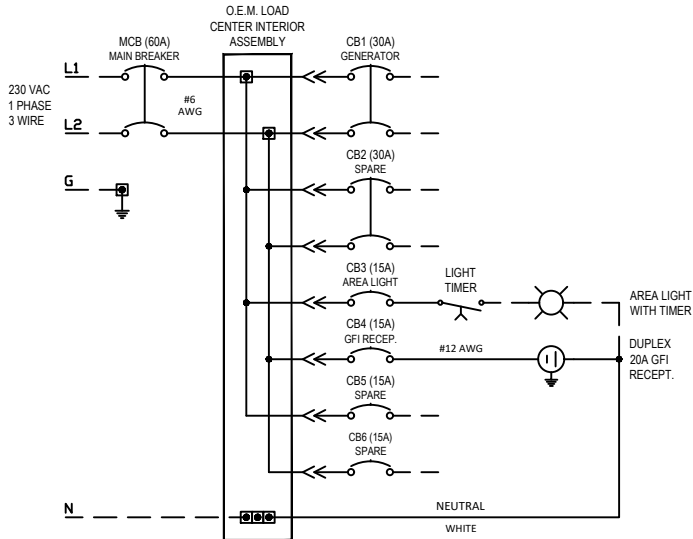 O.E.M. LOAD
CENTER INTERIOR
ASSEMBLY
MCB (60A)
MAIN BREAKER
CB1 (30A)
GENERATOR
L1
230 VAC
1 PHASE
3 WIRE
#6
AWG
L2
CB2 (30A)
SPARE
G
CB3 (15A)
AREA LIGHT
LIGHT
TIMER
AREA LIGHT
WITH TIMER
CB4 (15A)
GFI RECEP.
#12 AWG
DUPLEX
20A GFI
RECEPT.
CB5 (15A)
SPARE
CB6 (15A)
SPARE
N
NEUTRAL
WHITE